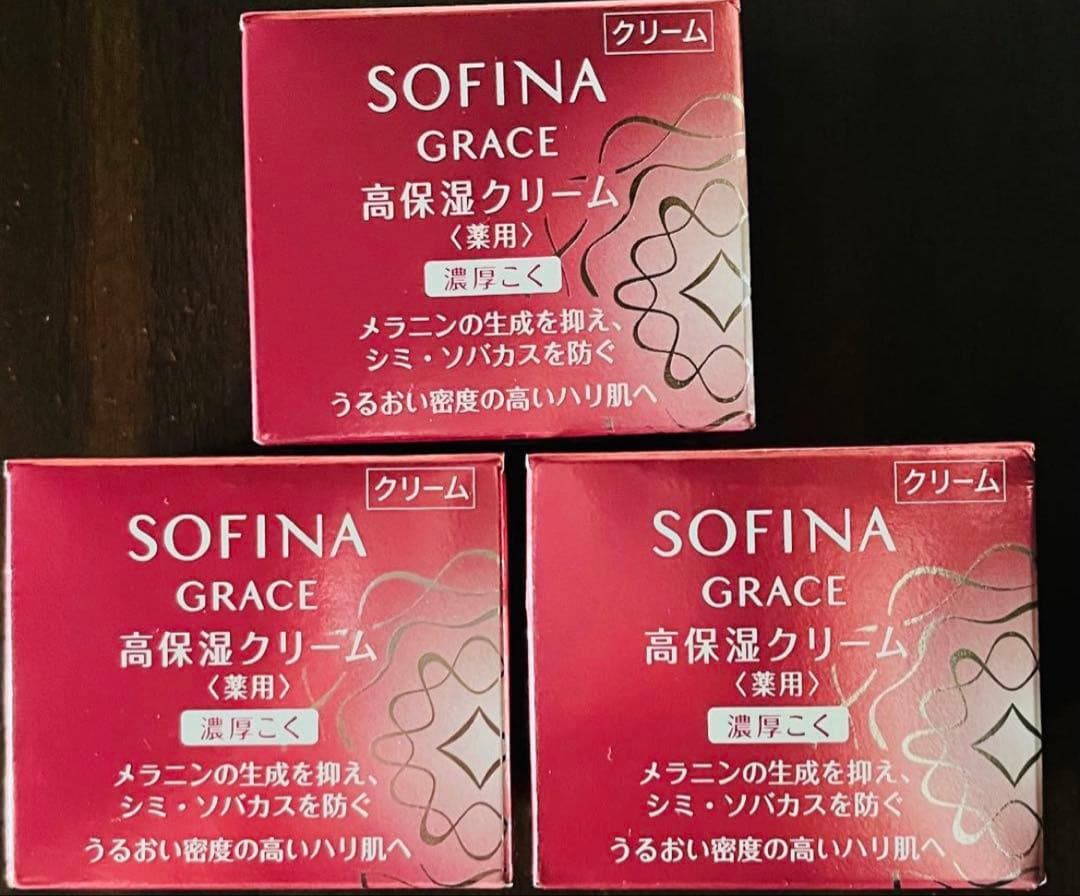 クリーム
SOFINA
GRACE
高保湿クリーム
〈薬用〉
濃厚こく
メラニンの生成を抑え、
シミ・ソバカスを防ぐ
うるおい密度の高いハリ肌へ
クリーム
SOFINA
GRACE
高保湿クリーム
〈薬用〉
濃厚こく
メラニンの生成を抑え、
シミ・ソバカスを防ぐ
うるおい密度の高いハリ肌へ
クリーム
SOFINA
GRACE
高保湿クリーム
〈薬用〉
濃厚こく
メラニンの生成を抑え、
シミ・ソバカスを防ぐ
うるおい密度の高いハリ肌へ